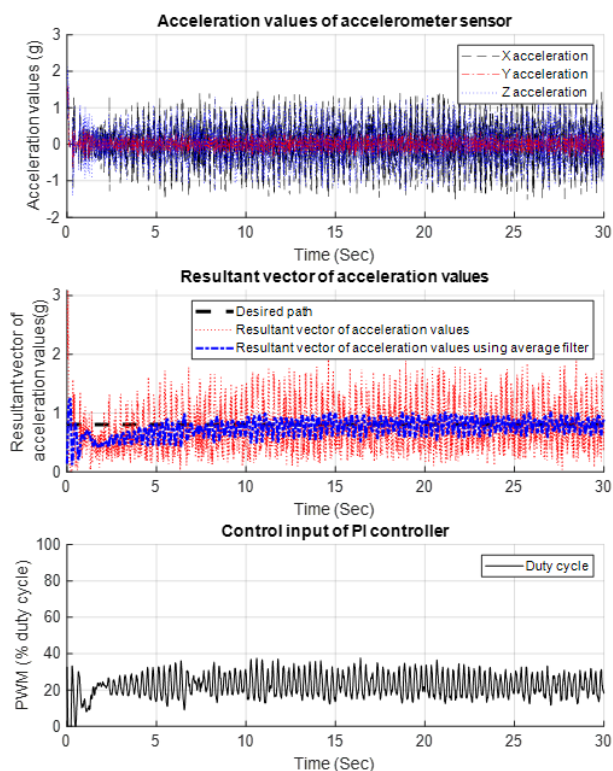 Acceleration values of accelerometer sensor
Acceleration values (g)
3
2
1
0
-1
-2
X acceleration
Y acceleration
Z acceleration
0 5 10 15 20 25 30
Time (Sec)
Resultant vector of acceleration values
Resultant vector of
acceleration values(g)
3
2
1
0
Desired path
Resultant vector of acceleration values
Resultant vector of acceleration values using average filter
0 5 10 15 20 25 30
Time (Sec)
Control input of PI controller
PWM (% duty cycle)
100
80
60
40
20
0
Duty cycle
0 5 10 15 20 25 30
Time (Sec)